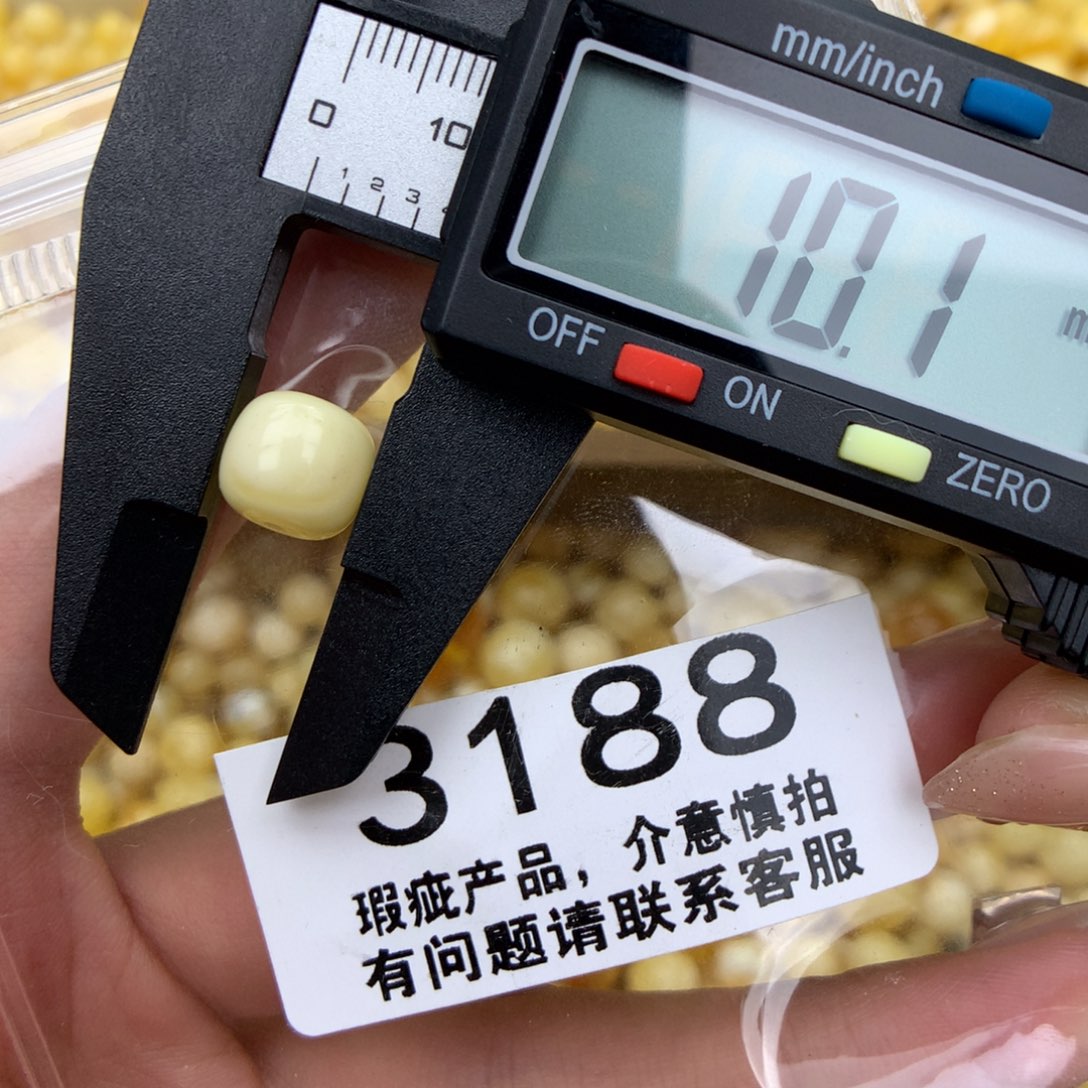 mm/inch
0 10
1 2 3
10.1
OFF
ON
ZERO
3188
瑕疵产品，介意慎拍
有问题请联系客服